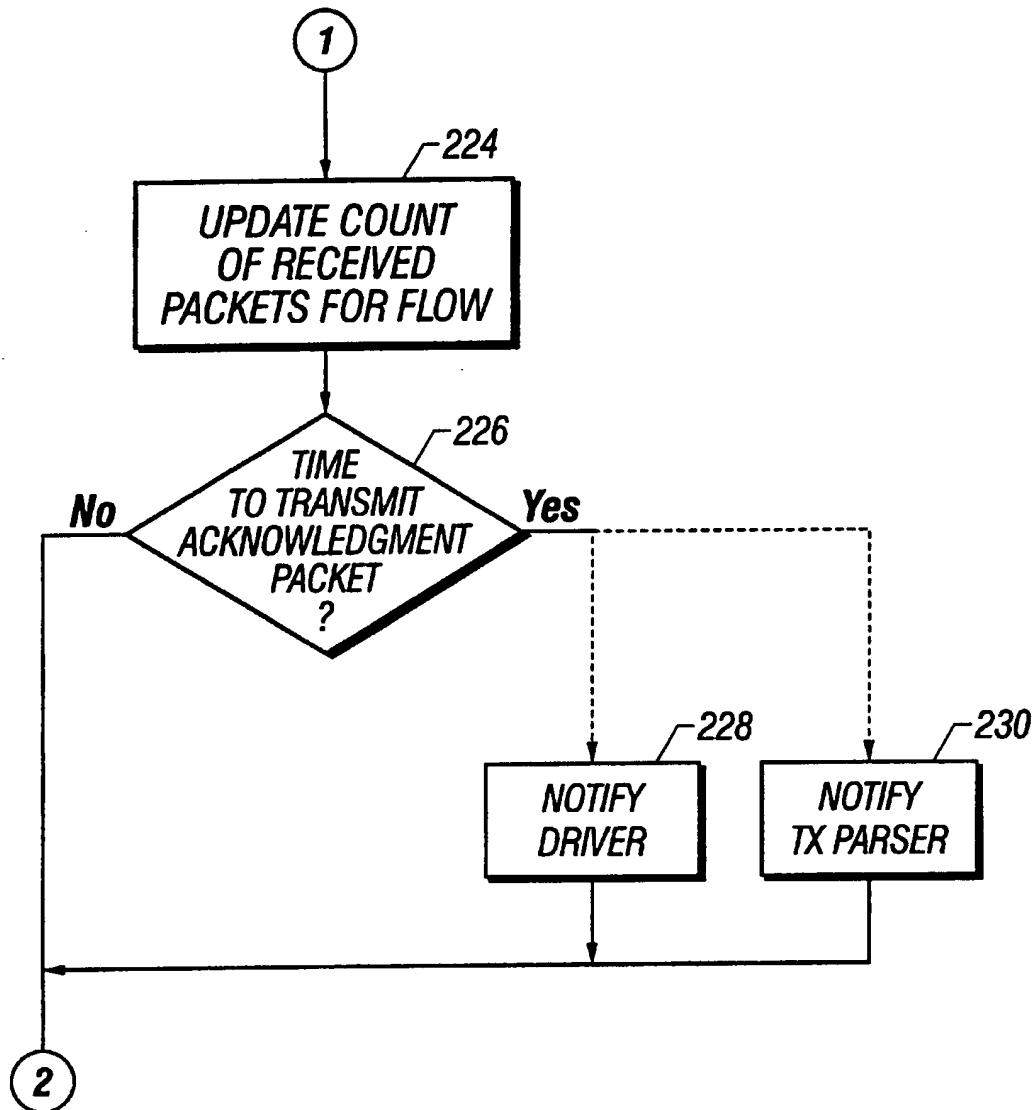 1
224
UPDATE COUNT
OF RECEIVED
PACKETS FOR FLOW
226
TIME
TO TRANSMIT
ACKNOWLEDGMENT
PACKET
?
No
Yes
228
NOTIFY
DRIVER
230
NOTIFY
TX PARSER
2